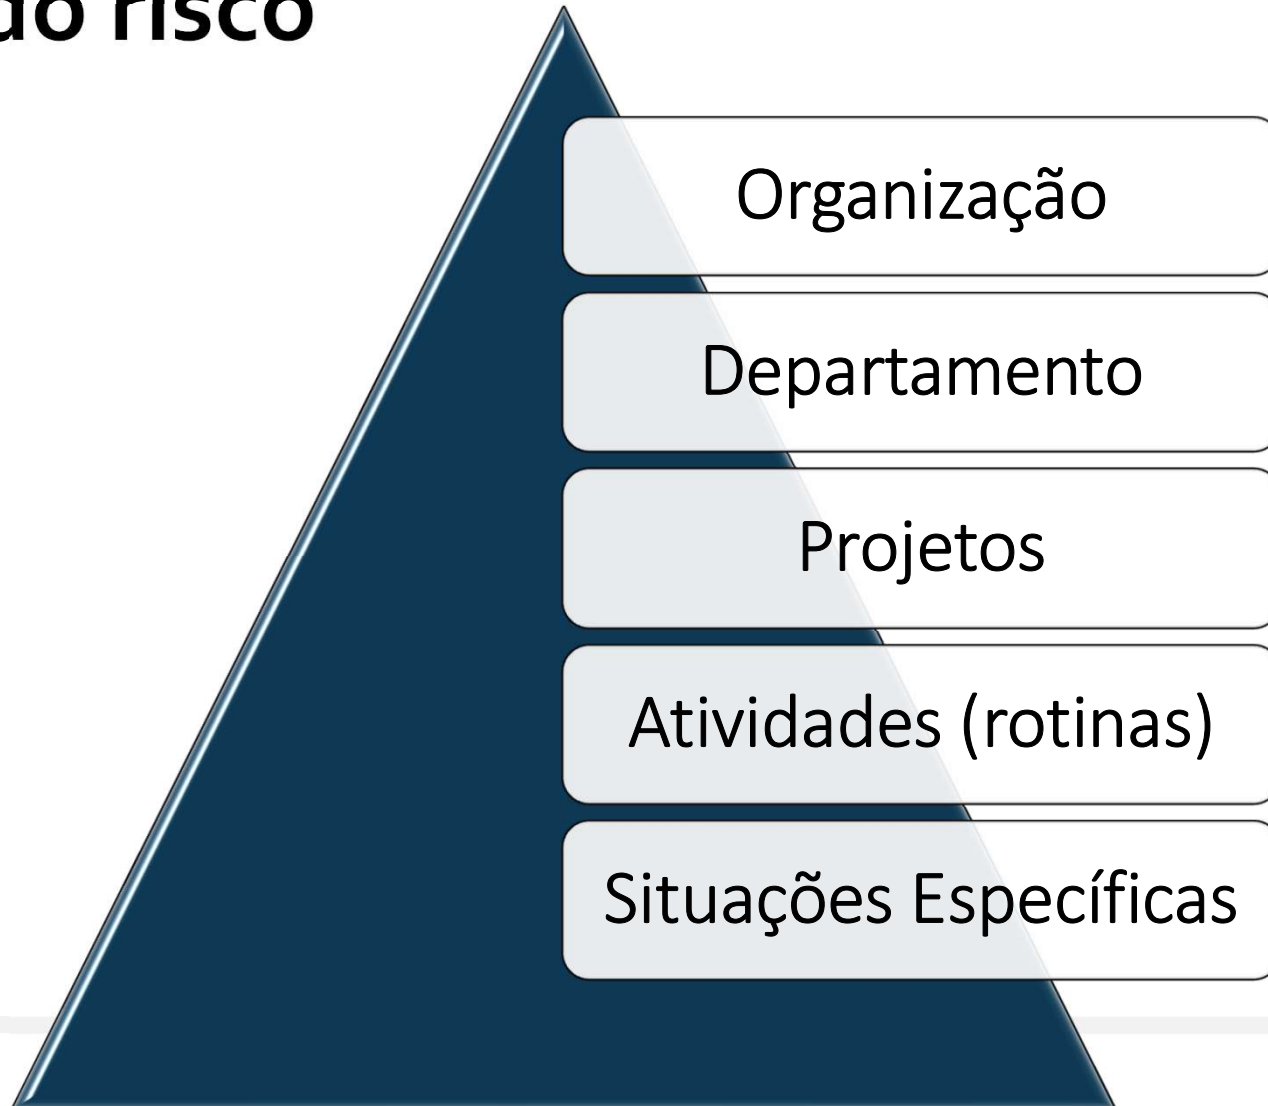 do risco
Organização
Departamento
Projetos
Atividades (rotinas)
Situações Específicas